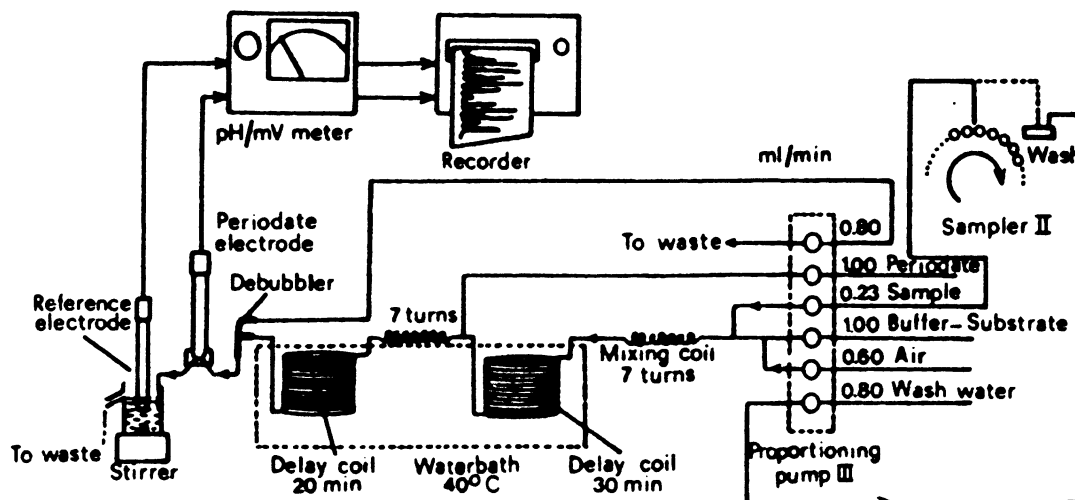 pH/mV meter
Recorder
ml/min
Wash
Sampler II
Periodate
electrode
To waste
0.80
1.00 Periodate
Debubbler
Reference
electrode
7 turns
0.23 Sample
1.00 Buffer-Substrate
Mixing coil
7 turns
0.60 Air
0.80 Wash water
To waste
Stirrer
Delay coil
20 min
Waterbath
40°C
Delay coil
30 min
Proportioning
pump III